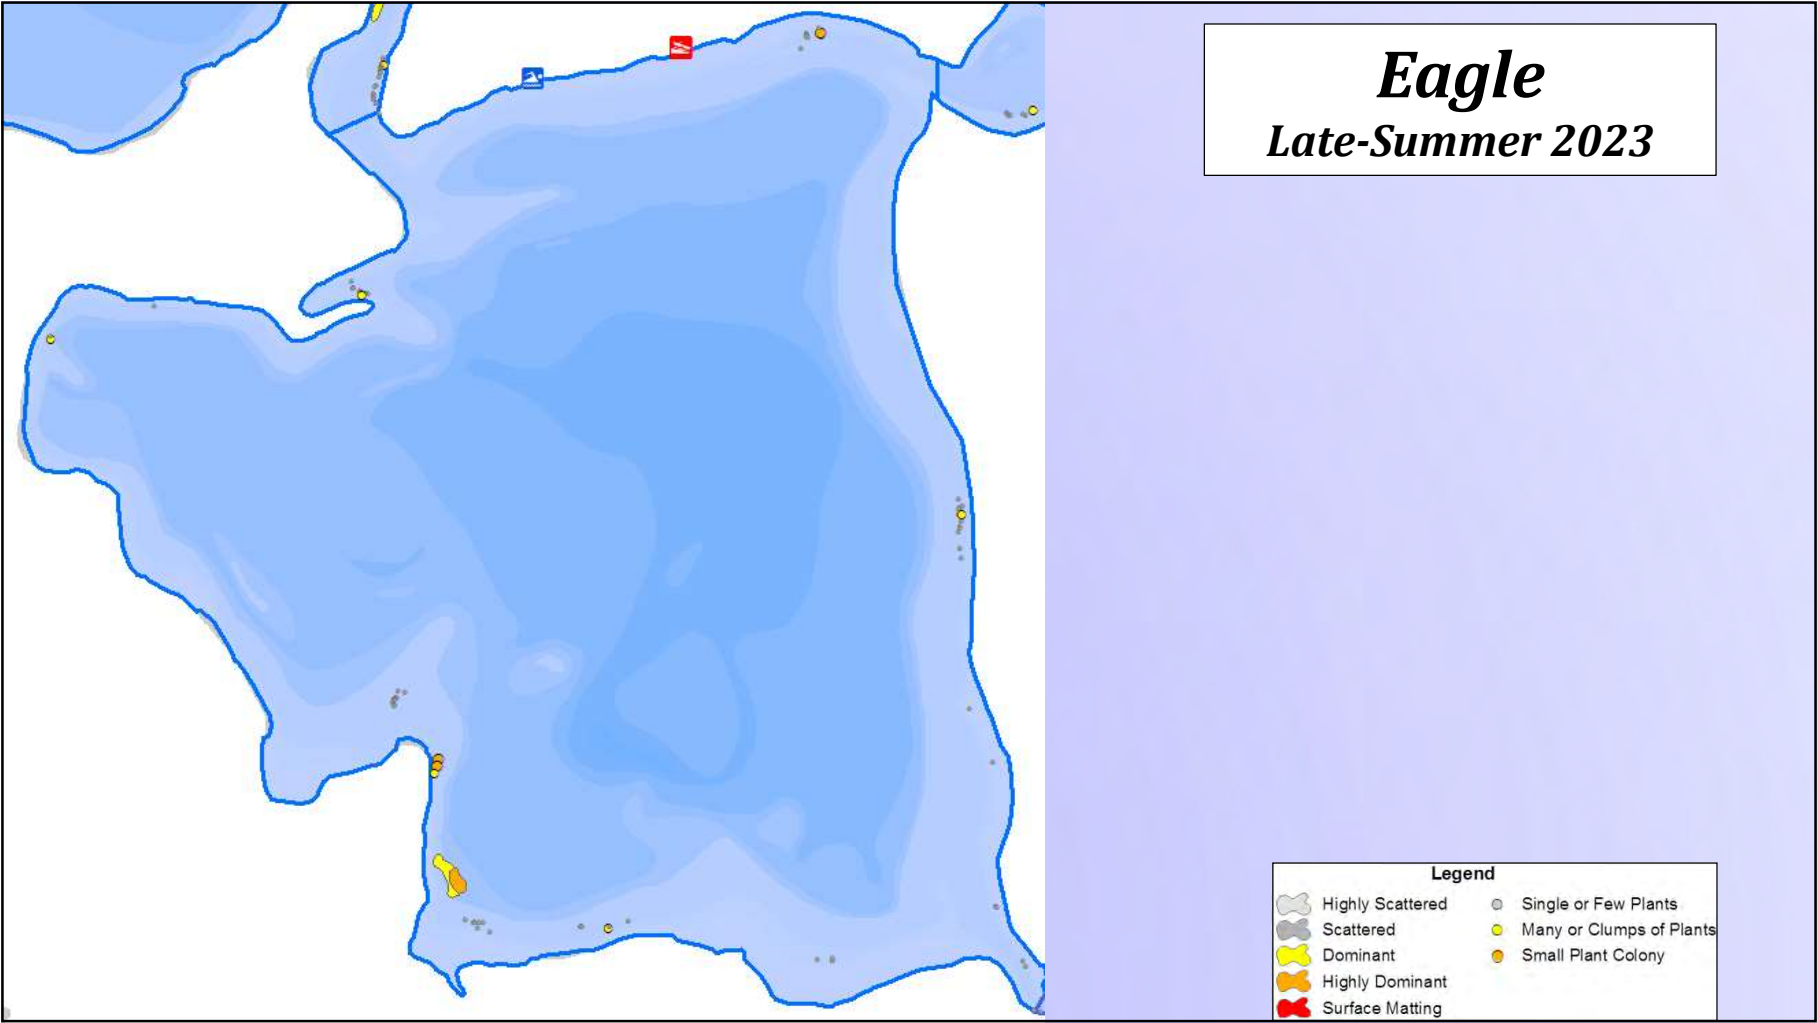 Eagle
Late-Summer 2023
Legend
Highly Scattered
Single or Few Plants
Scattered
Many or Clumps of Plants
Dominant
Small Plant Colony
Highly Dominant
Surface Matting